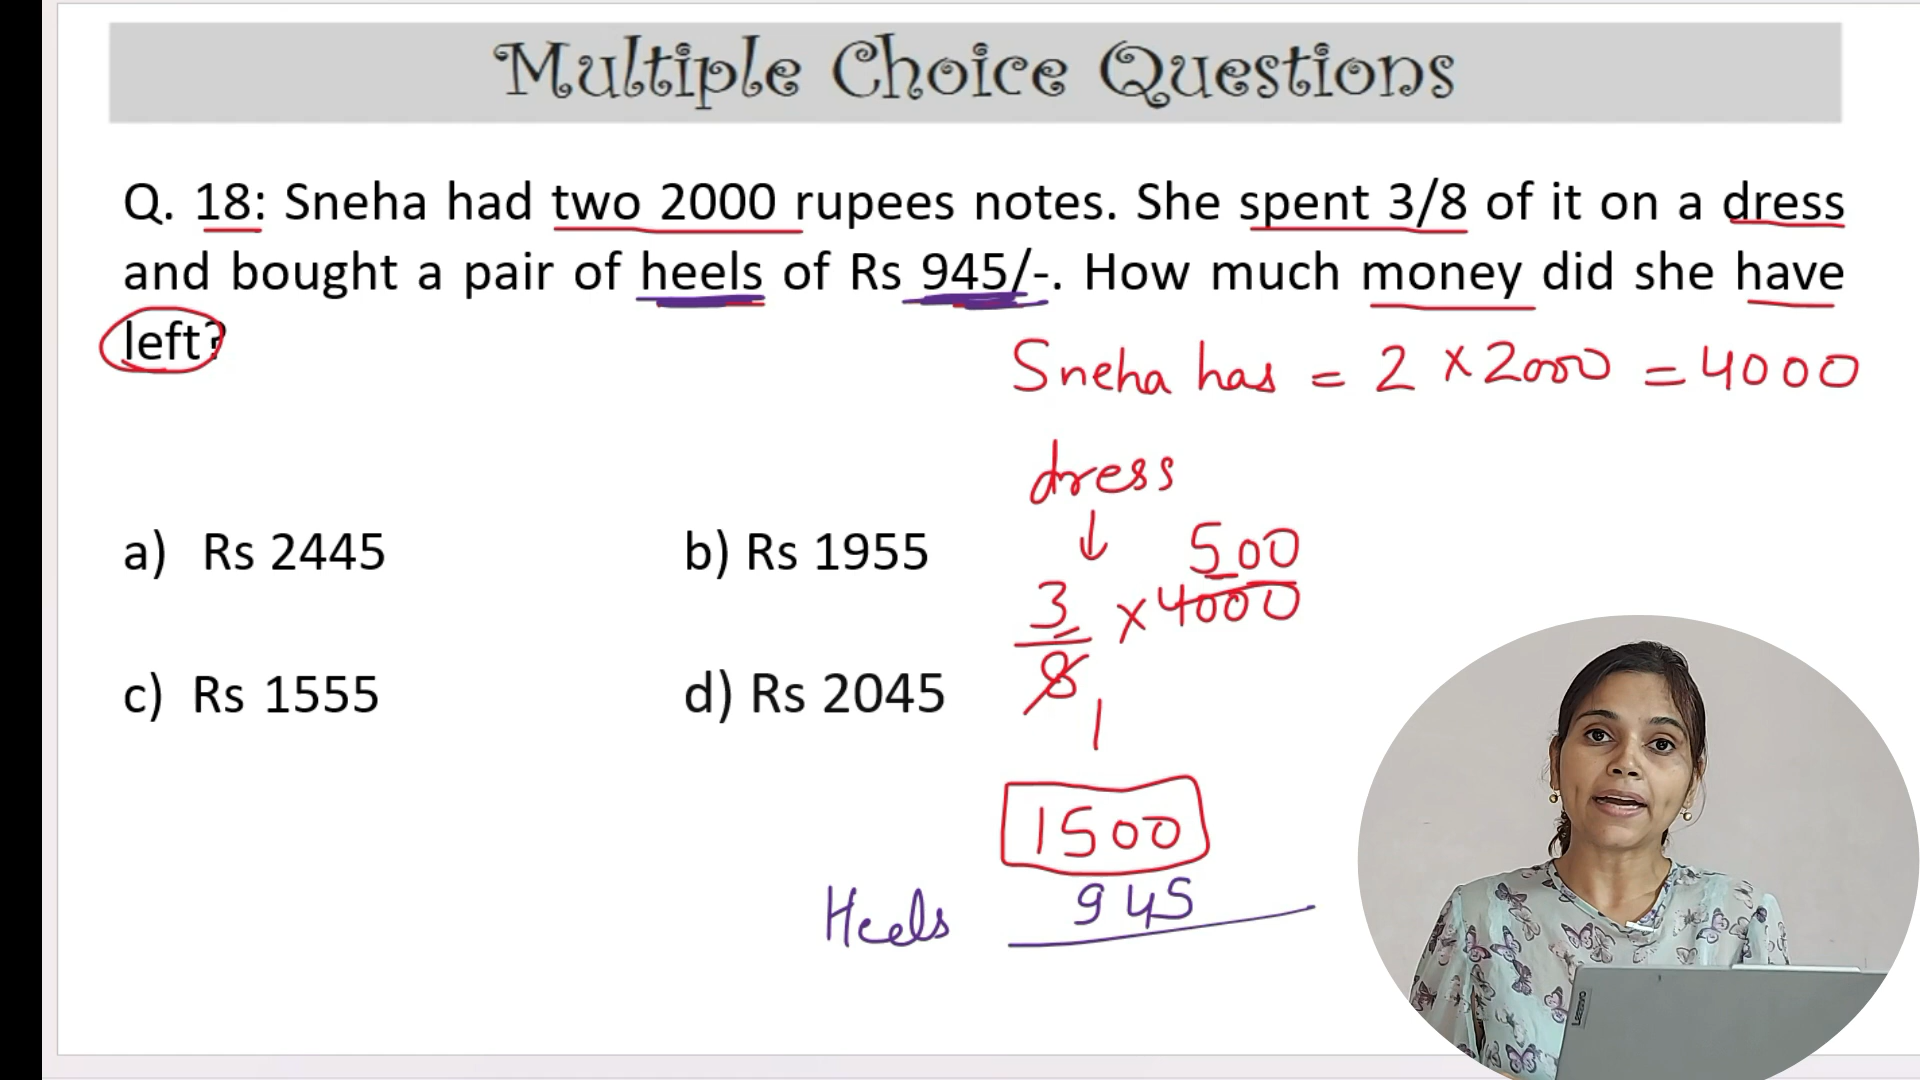 Multiple Choice Questions
Q. 18: Sneha had two 2000 rupees notes. She spent 3/8 of it on a dress
and bought a pair of heels of Rs 945/-. How much money did she have
left?
Sneha has = 2 × 2000 = 4000
dress
↓
a) Rs 2445
b) Rs 1955
500
3
× 4000
8
1
c) Rs 1555
d) Rs 2045
1500
Heels 945
Lenovo